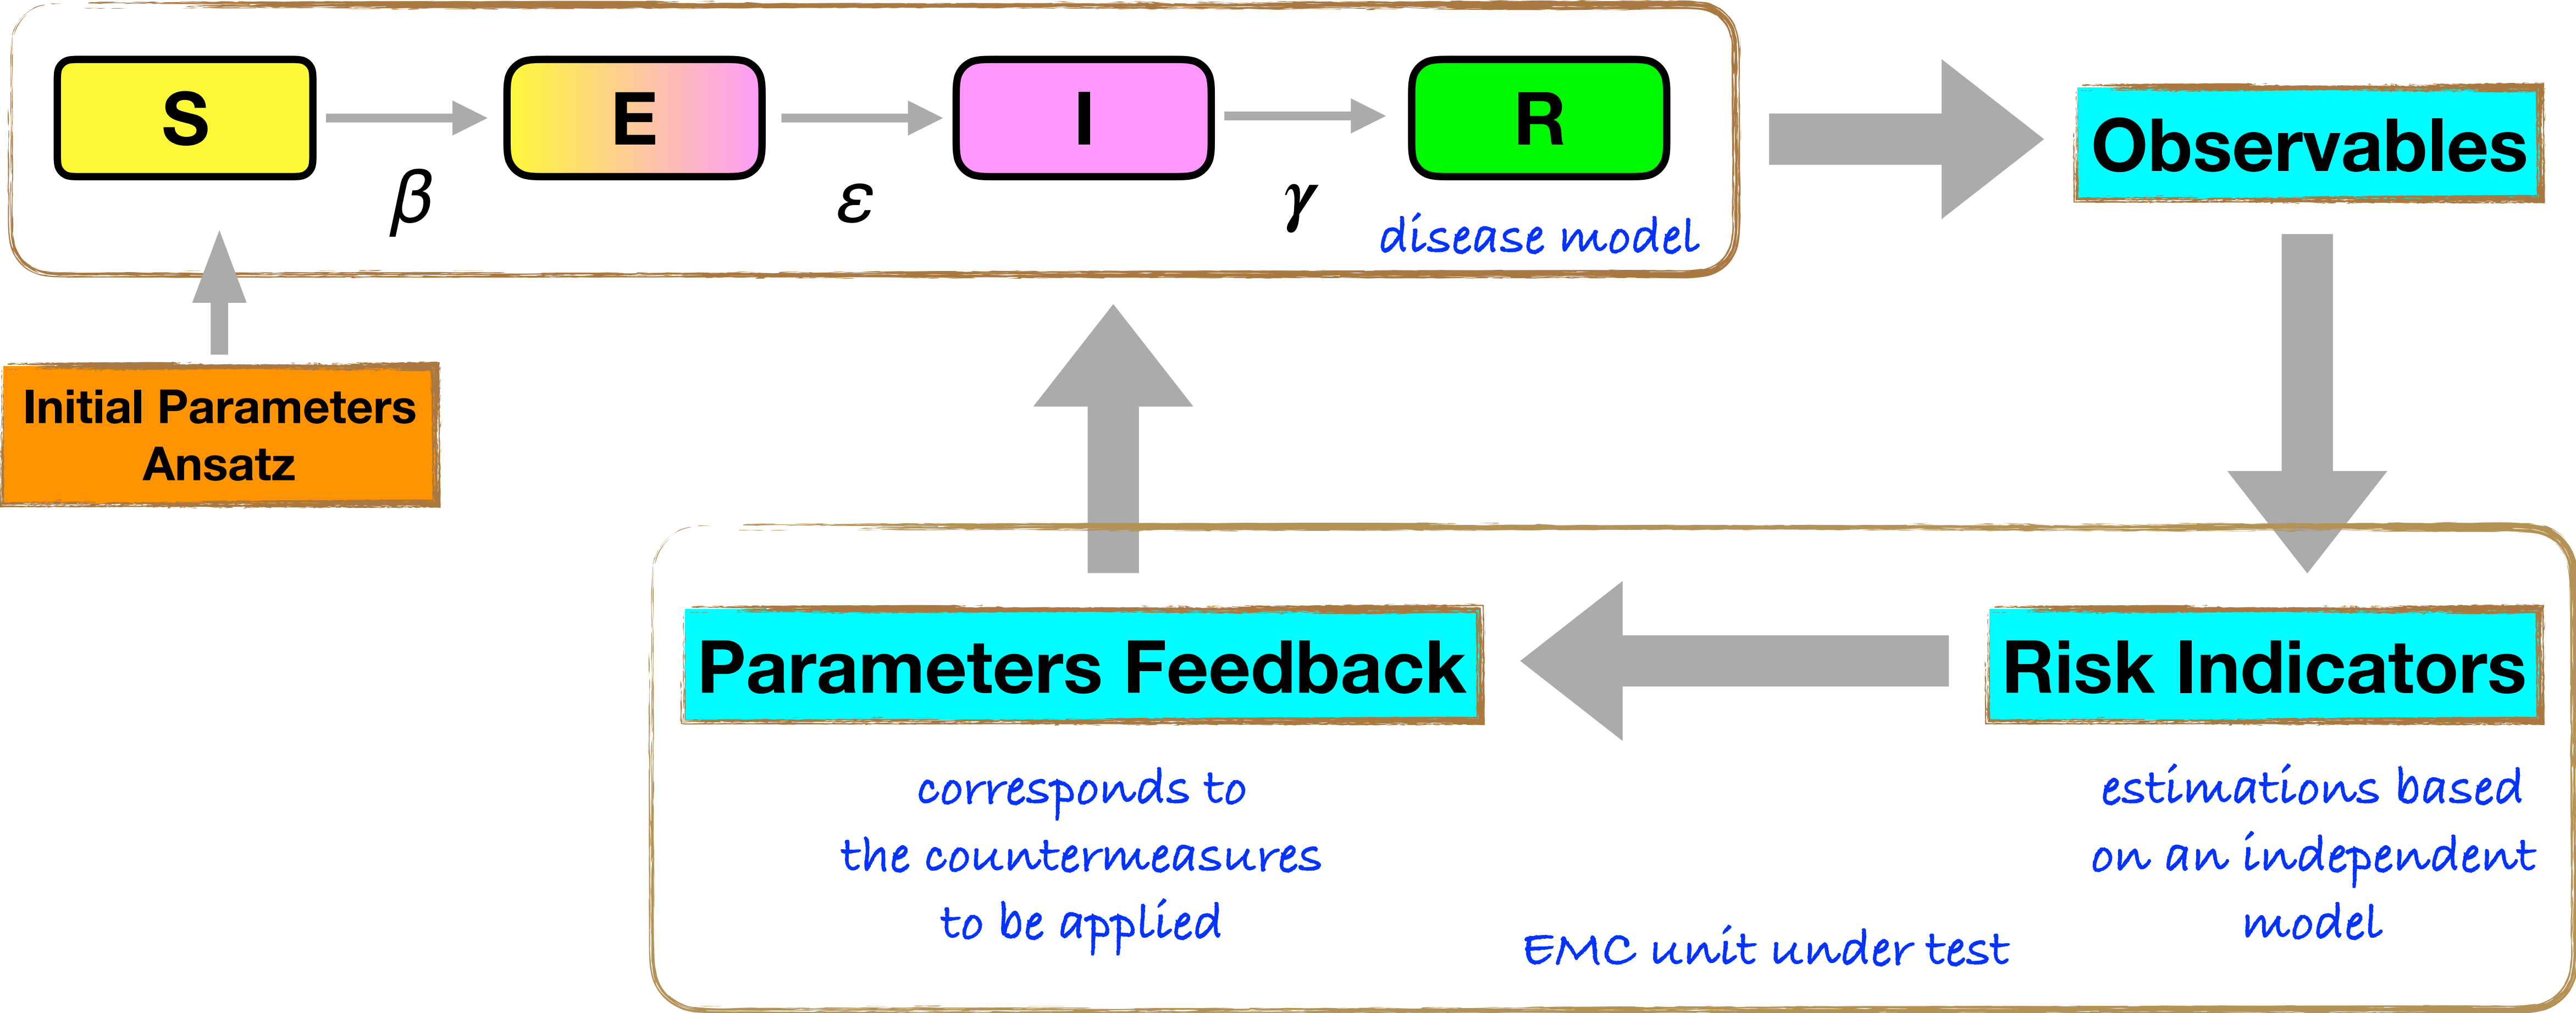 S
E
I
R
β
ε
γ
disease model
Observables
Initial Parameters
Ansatz
Parameters Feedback
Risk Indicators
corresponds to
the countermeasures
to be applied
estimations based
on an independent
model
EMC unit under test